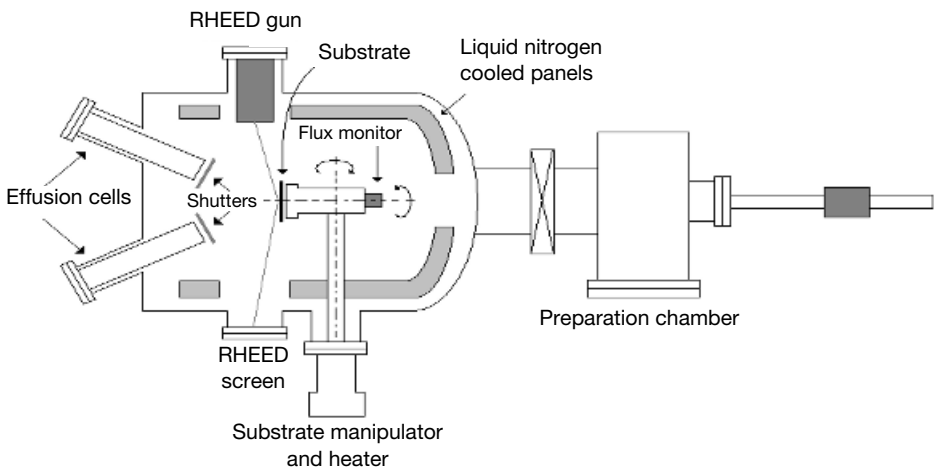 RHEED gun
Substrate
Liquid nitrogen
cooled panels
Flux monitor
Effusion cells
Shutters
Preparation chamber
RHEED
screen
Substrate manipulator
and heater